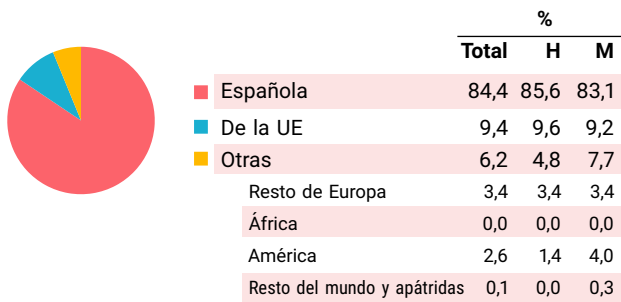 %
Total H M
Española 84,4 85,6 83,1
De la UE 9,4 9,6 9,2
Otras 6,2 4,8 7,7
Resto de Europa 3,4 3,4 3,4
África 0,0 0,0 0,0
América 2,6 1,4 4,0
Resto del mundo y apátridas 0,1 0,0 0,3